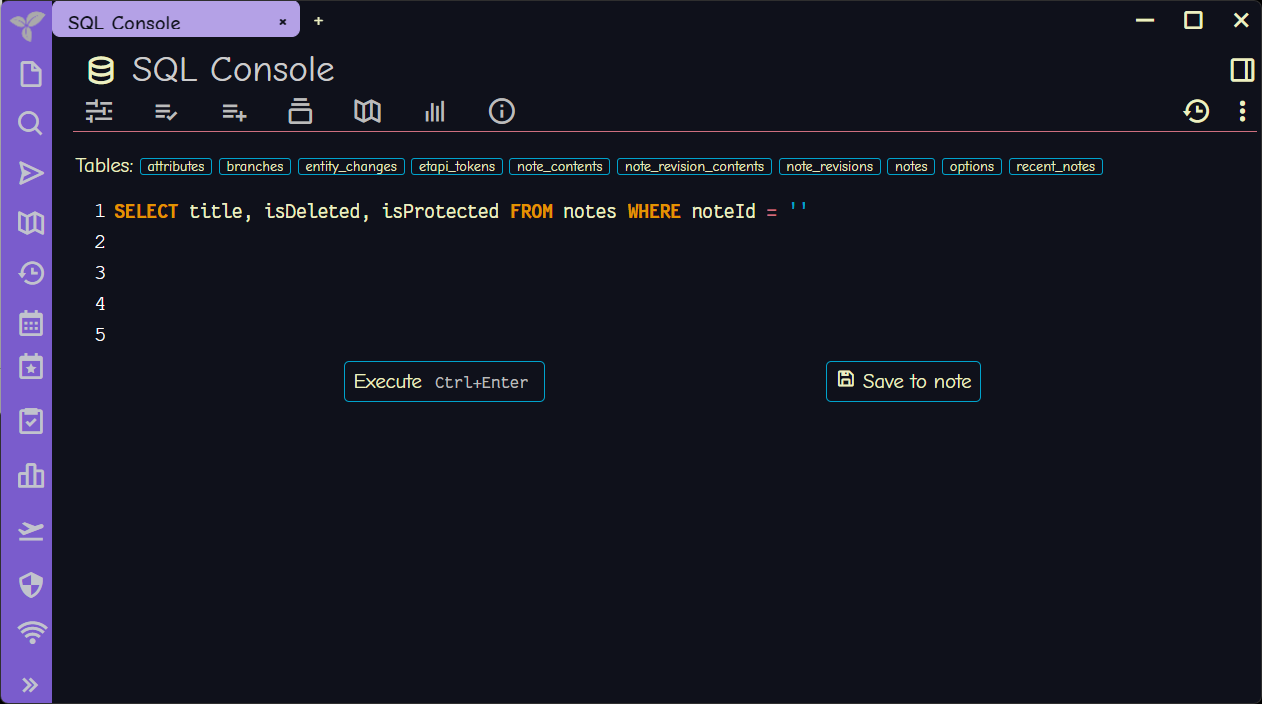 SQL Console × +
SQL Console
Tables: attributes branches entity_changes etapi_tokens note_contents note_revision_contents note_revisions notes options recent_notes
1 SELECT title, isDeleted, isProtected FROM notes WHERE noteId = ''
2
3
4
5
Execute Ctrl+Enter Save to note